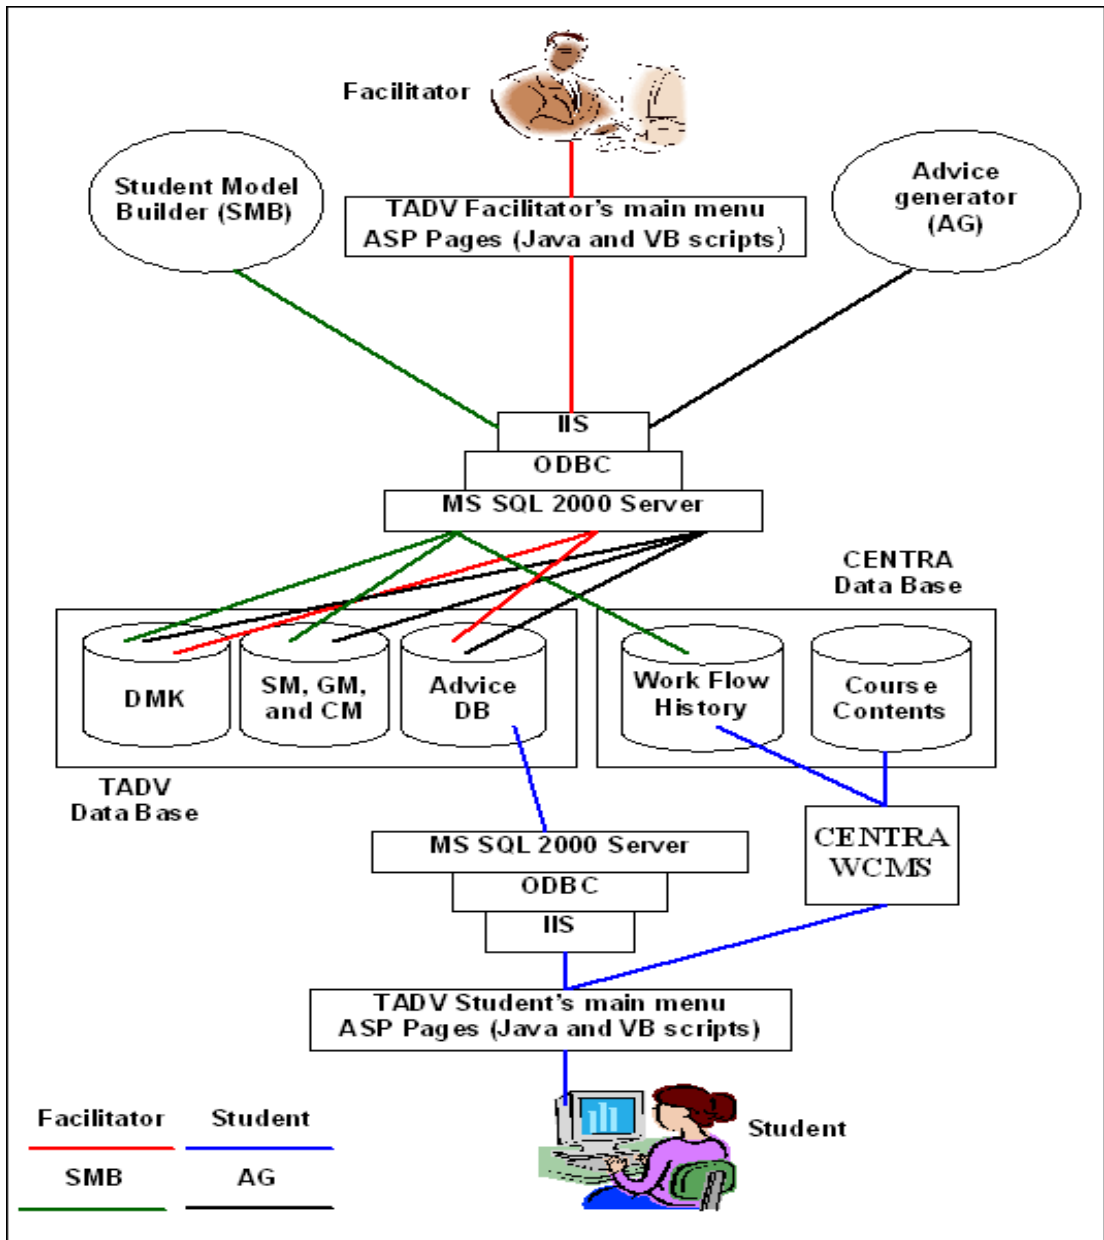 Facilitator
Student Model
Builder (SMB)
TADV Facilitator's main menu
ASP Pages (Java and VB scripts)
Advice
generator
(AG)
IIS
ODBC
MS SQL 2000 Server
CENTRA
Data Base
DMK
SM, GM,
and CM
Advice
DB
Work Flow
History
Course
Contents
TADV
Data Base
MS SQL 2000 Server
ODBC
IIS
CENTRA
WCMS
TADV Student's main menu
ASP Pages (Java and VB scripts)
Student
Facilitator
Student
SMB
AG